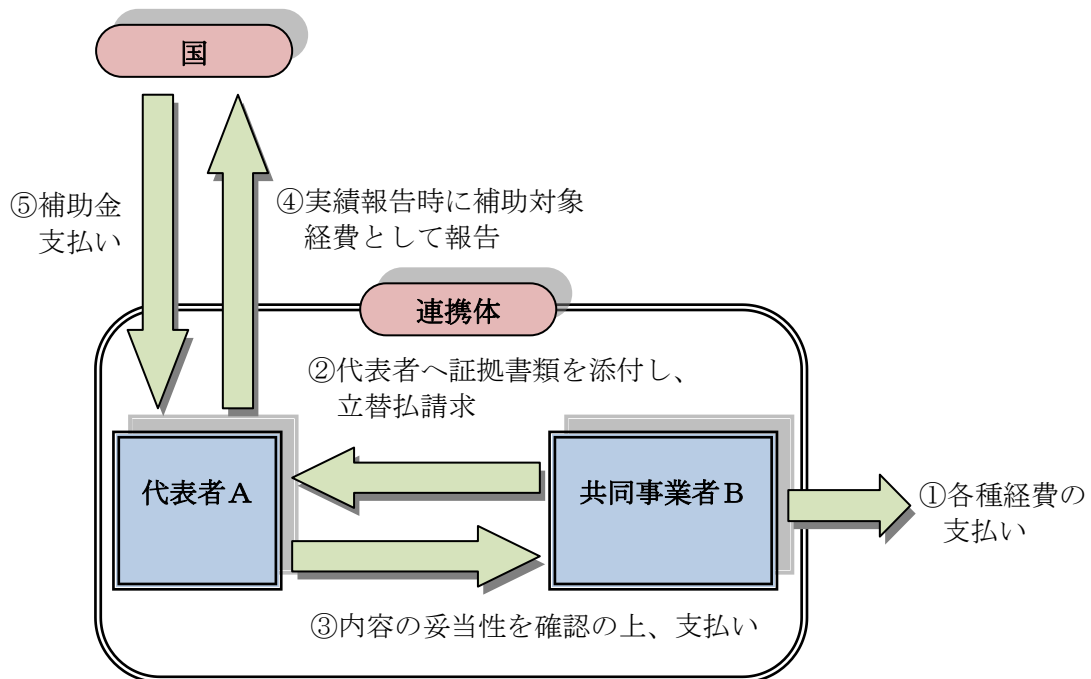 国
⑤補助金
支払い
④実績報告時に補助対象
経費として報告
連携体
②代表者へ証拠書類を添付し、
立替払請求
代表者A
共同事業者B
①各種経費の
支払い
③内容の妥当性を確認の上、支払い